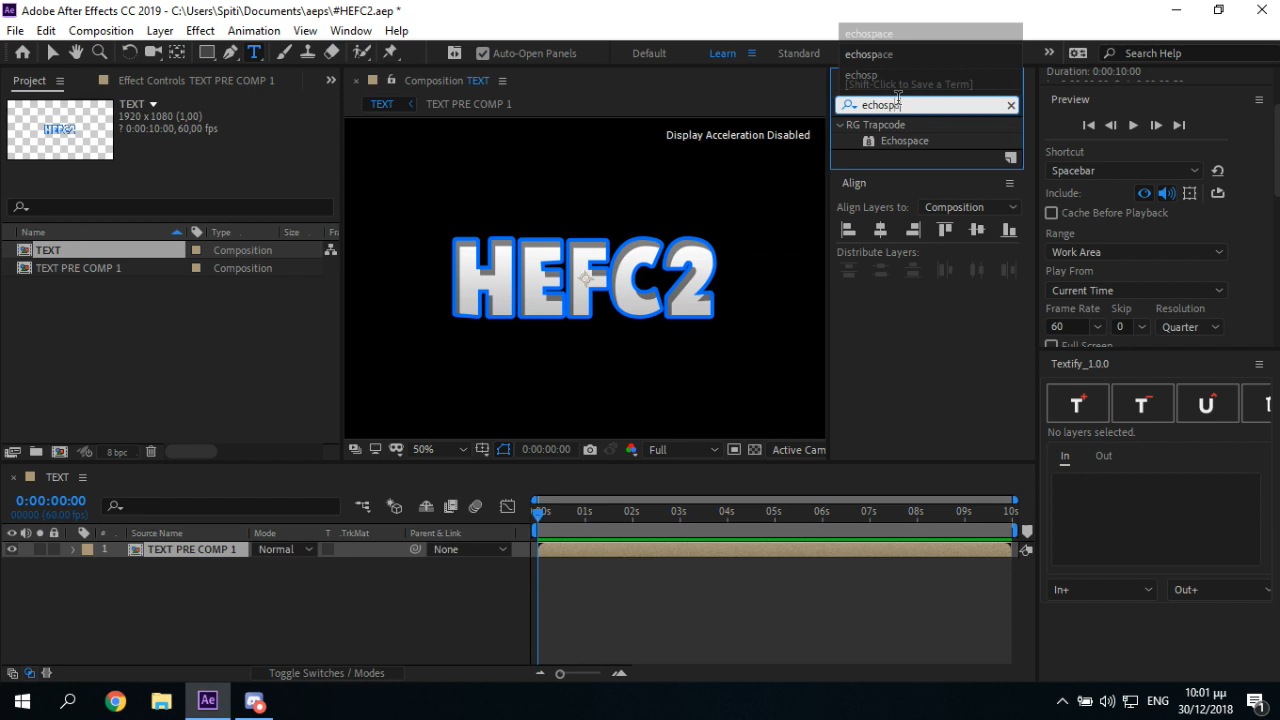 Adobe After Effects CC 2019 - C:\Users\Spiti\Documents\aeps\#HEFC2.aep *
File Edit Composition Layer Effect Animation View Window Help
Auto-Open Panels
Default
Learn
Standard
Search Help
echospace
echospace
echosp
[Shift-Click to Save a Term]
echospa
RG Trapcode
Echospace
Project
Effect Controls TEXT PRE COMP 1
TEXT
1920 x 1080 (1,00)
? 0:00:10:00, 60,00 fps
Name
Type
Size
Fra
TEXT
Composition
TEXT PRE COMP 1
Composition
8 bpc
Composition TEXT
TEXT
TEXT PRE COMP 1
Display Acceleration Disabled
HEFC2
50%
0:00:00:00
Full
Active Cam
Align
Align Layers to:
Composition
Distribute Layers:
Duration: 0:00:10:00
Preview
Shortcut
Spacebar
Include:
Cache Before Playback
Range
Work Area
Play From
Current Time
Frame Rate
Skip
Resolution
60
0
Quarter
Full Screen
Textify_1.0.0
T+
T-
U
No layers selected.
In
Out
In+
Out+
TEXT
0:00:00:00
00000 (60.00 fps)
:00s 01s 02s 03s 04s 05s 06s 07s 08s 09s 10s
#
Source Name
Mode
T
.TrkMat
Parent & Link
1
TEXT PRE COMP 1
Normal
None
Toggle Switches / Modes
ΕΝΓ
10:01 μμ
30/12/2018
1